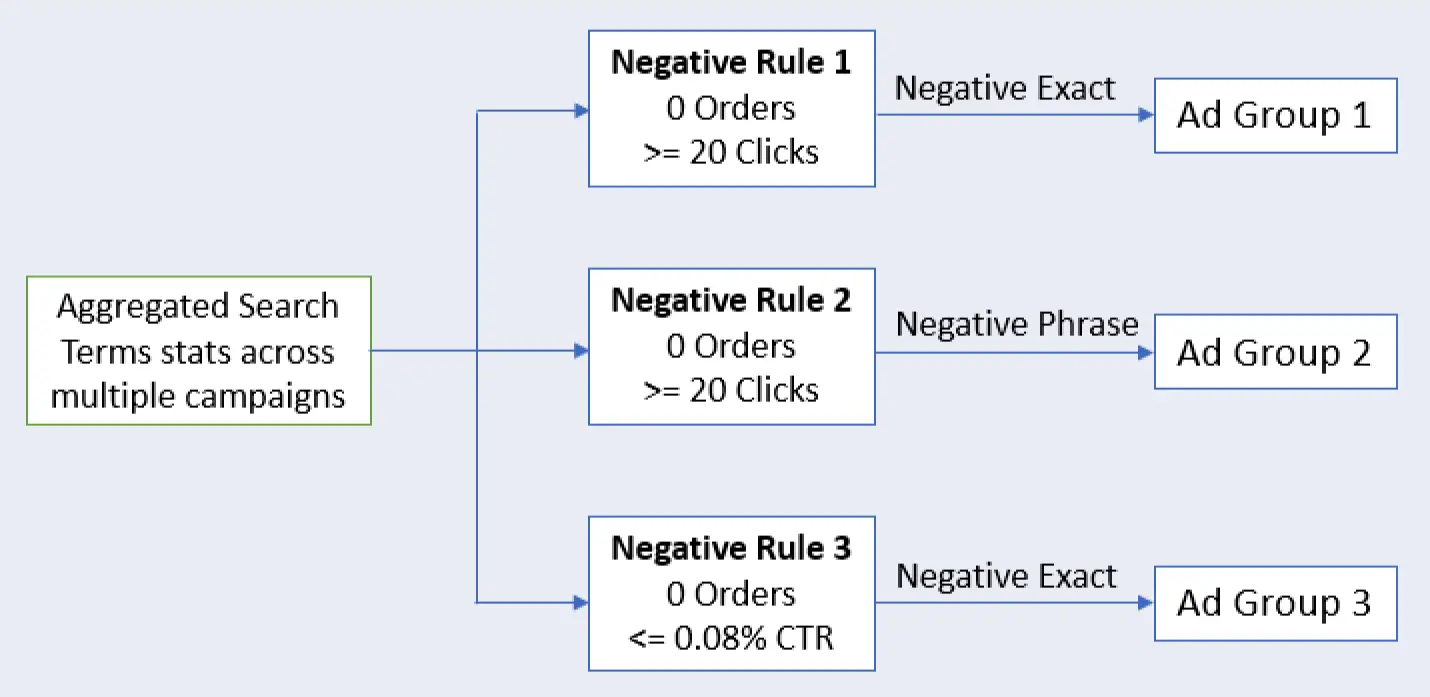 Negative Rule 1
0 Orders
>= 20 Clicks
Negative Exact
Ad Group 1
Aggregated Search
Terms stats across
multiple campaigns
Negative Rule 2
0 Orders
>= 20 Clicks
Negative Phrase
Ad Group 2
Negative Rule 3
0 Orders
<= 0.08% CTR
Negative Exact
Ad Group 3